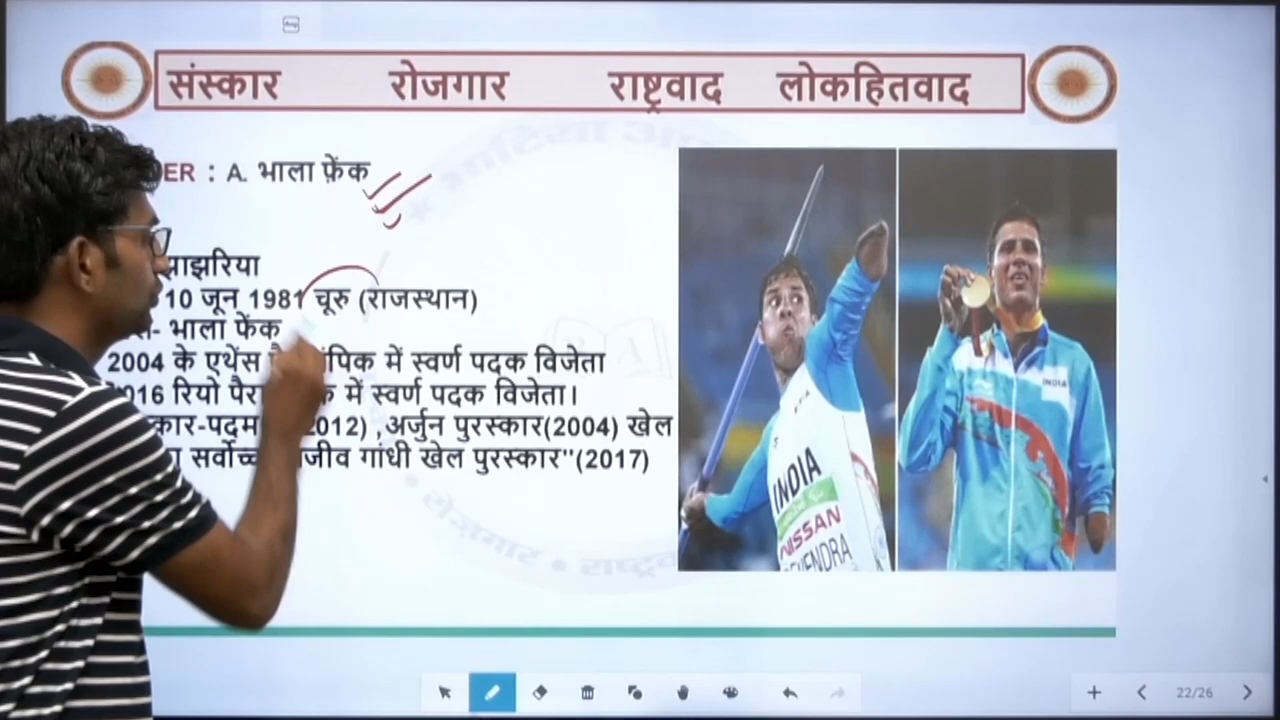 संस्कार रोजगार राष्ट्रवाद लोकहितवाद
ER : A. भाला फ़ेंक
झाझरिया
10 जून 1981 चूरु (राजस्थान)
- भाला फेंक
2004 के एथेंस में स्वर्ण पदक विजेता
2016 रियो में स्वर्ण पदक विजेता।
2012) ,अर्जुन पुरस्कार(2004) खेल
सर्वोच्च गांधी खेल पुरस्कार"(2017)
INDIA
NISSAN
INDIA
22/26